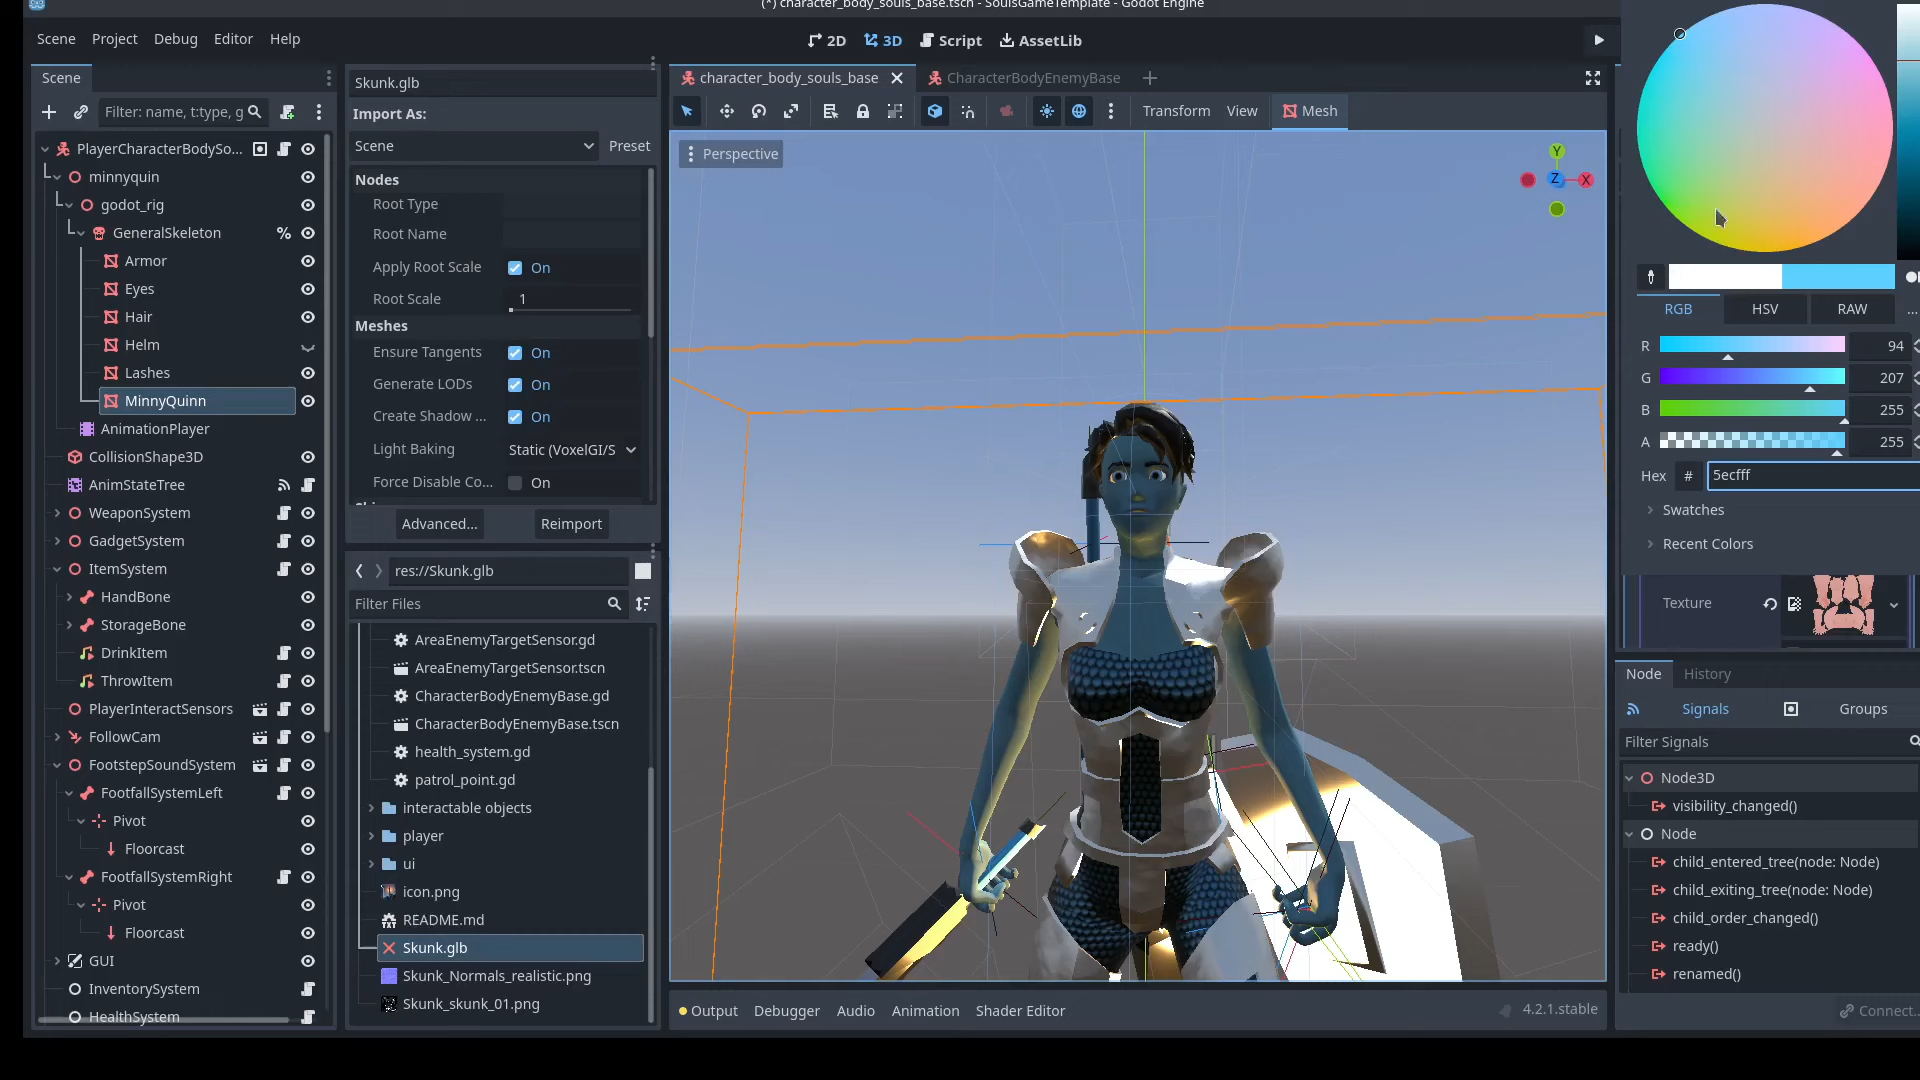 (*) character_body_souls_base.tscn - SoulsGameTemplate - Godot Engine
Scene Project Debug Editor Help
2D 3D Script AssetLib
Scene
Filter: name, t:type, g
PlayerCharacterBodySo...
minnyquin
godot_rig
GeneralSkeleton
Armor
Eyes
Hair
Helm
Lashes
MinnyQuinn
AnimationPlayer
CollisionShape3D
AnimStateTree
WeaponSystem
GadgetSystem
ItemSystem
HandBone
StorageBone
DrinkItem
ThrowItem
PlayerInteractSensors
FollowCam
FootstepSoundSystem
FootfallSystemLeft
Pivot
Floorcast
FootfallSystemRight
Pivot
Floorcast
GUI
InventorySystem
HealthSystem
Skunk.glb
Import As:
Scene Preset
Nodes
Root Type
Root Name
Apply Root Scale On
Root Scale 1
Meshes
Ensure Tangents On
Generate LODs On
Create Shadow ... On
Light Baking Static (VoxelGI/S
Force Disable Co... On
Advanced... Reimport
res://Skunk.glb
Filter Files
AreaEnemyTargetSensor.gd
AreaEnemyTargetSensor.tscn
CharacterBodyEnemyBase.gd
CharacterBodyEnemyBase.tscn
health_system.gd
patrol_point.gd
interactable objects
player
ui
icon.png
README.md
Skunk.glb
Skunk_Normals_realistic.png
Skunk_skunk_01.png
character_body_souls_base CharacterBodyEnemyBase
Transform View Mesh
Perspective
Y
Z X
Output Debugger Audio Animation Shader Editor 4.2.1.stable
RGB HSV RAW ...
R 94
G 207
B 255
A 255
Hex # 5ecfff
Swatches
Recent Colors
Texture
Node History
Signals Groups
Filter Signals
Node3D
visibility_changed()
Node
child_entered_tree(node: Node)
child_exiting_tree(node: Node)
child_order_changed()
ready()
renamed()
Connect..